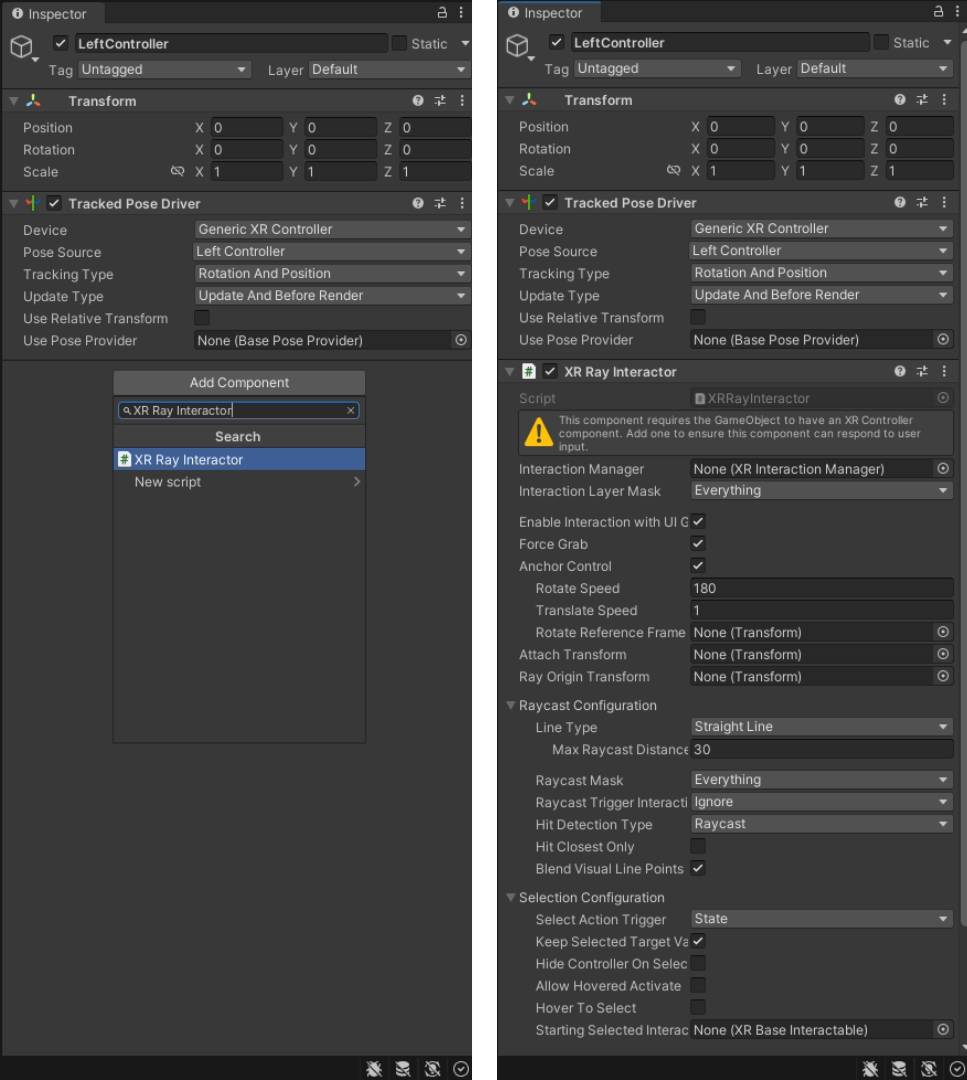 Inspector
LeftController
Static
Tag Untagged Layer Default
Transform
Position X 0 Y 0 Z 0
Rotation X 0 Y 0 Z 0
Scale X 1 Y 1 Z 1
Tracked Pose Driver
Device Generic XR Controller
Pose Source Left Controller
Tracking Type Rotation And Position
Update Type Update And Before Render
Use Relative Transform
Use Pose Provider None (Base Pose Provider)
Add Component
XR Ray Interactor
Search
XR Ray Interactor
New script
Inspector
LeftController
Static
Tag Untagged Layer Default
Transform
Position X 0 Y 0 Z 0
Rotation X 0 Y 0 Z 0
Scale X 1 Y 1 Z 1
Tracked Pose Driver
Device Generic XR Controller
Pose Source Left Controller
Tracking Type Rotation And Position
Update Type Update And Before Render
Use Relative Transform
Use Pose Provider None (Base Pose Provider)
XR Ray Interactor
Script XRRayInteractor
This component requires the GameObject to have an XR Controller
component. Add one to ensure this component can respond to user
input.
Interaction Manager None (XR Interaction Manager)
Interaction Layer Mask Everything
Enable Interaction with UI G
Force Grab
Anchor Control
Rotate Speed 180
Translate Speed 1
Rotate Reference Frame None (Transform)
Attach Transform None (Transform)
Ray Origin Transform None (Transform)
Raycast Configuration
Line Type Straight Line
Max Raycast Distance 30
Raycast Mask Everything
Raycast Trigger Interacti Ignore
Hit Detection Type Raycast
Hit Closest Only
Blend Visual Line Points
Selection Configuration
Select Action Trigger State
Keep Selected Target Va
Hide Controller On Selec
Allow Hovered Activate
Hover To Select
Starting Selected Interac None (XR Base Interactable)